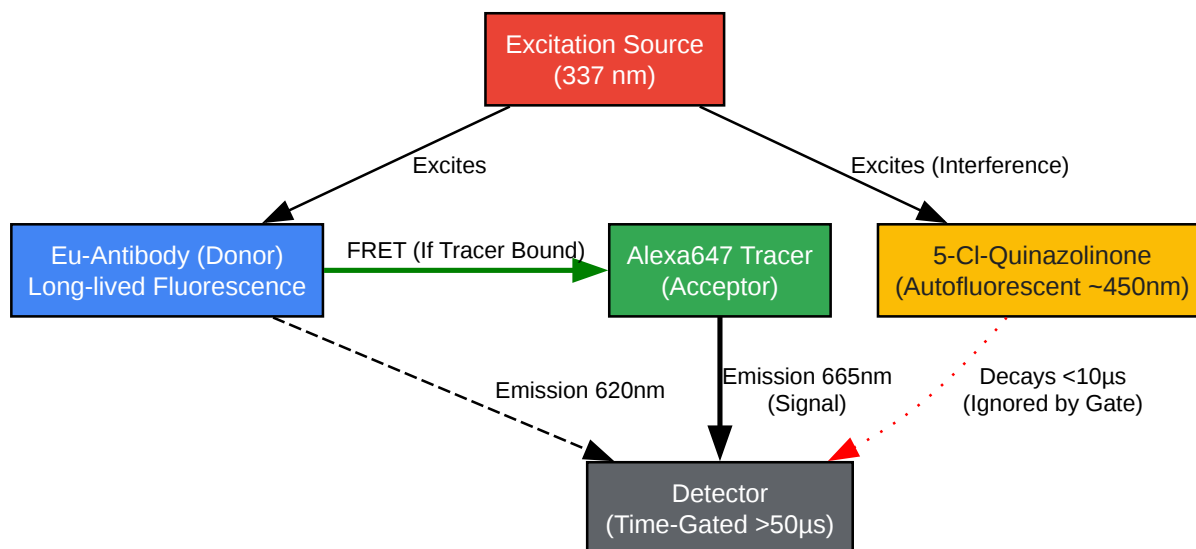 Excitation Source
(337 nm)
Excites
Excites (Interference)
Eu-Antibody (Donor)
Long-lived Fluorescence
FRET (If Tracer Bound)
Alexa647 Tracer
(Acceptor)
5-Cl-Quinazolinone
(Autofluorescent ~450nm)
Emission 620nm
Emission 665nm
(Signal)
Decays <10μs
(Ignored by Gate)
Detector
(Time-Gated >50μs)